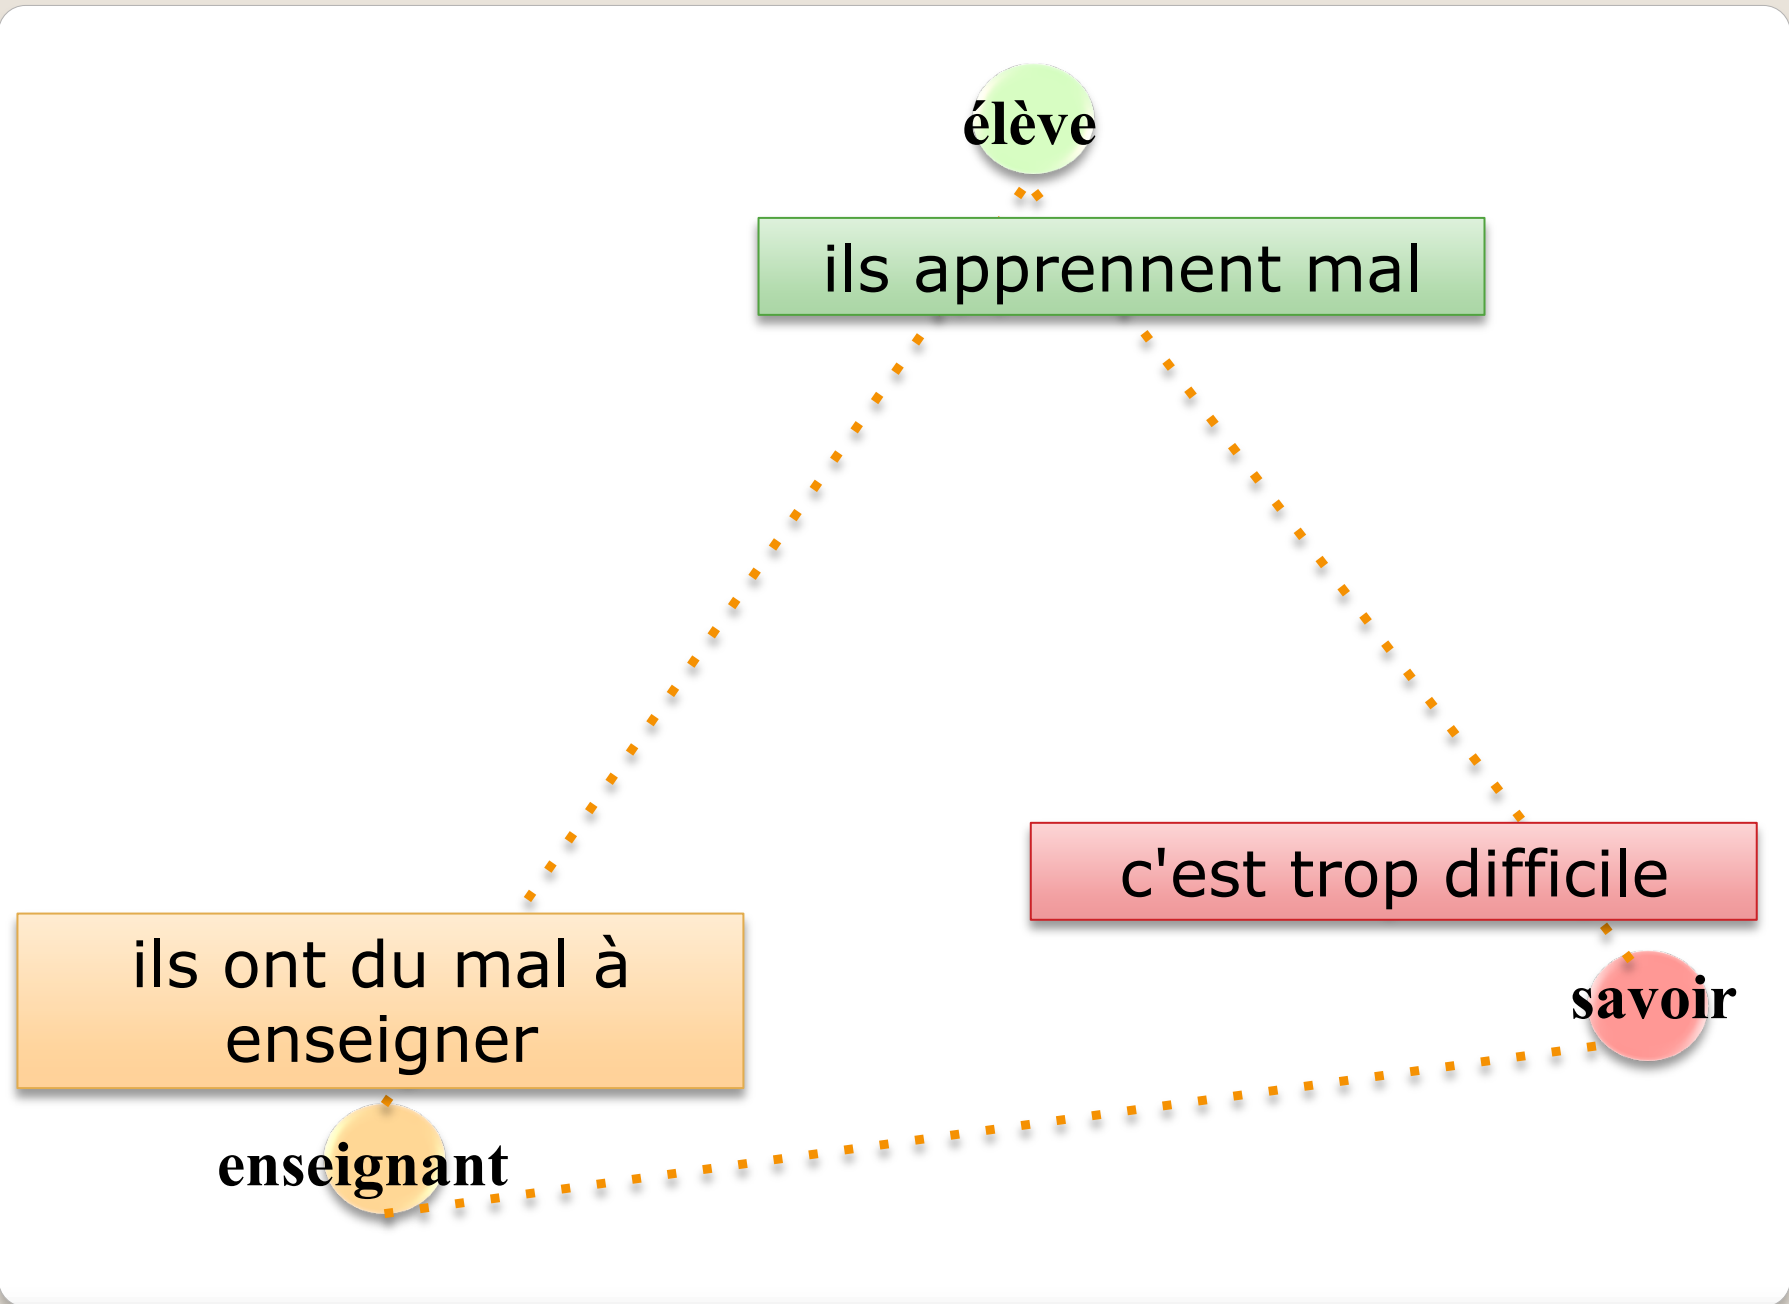 élève
ils apprennent mal
c'est trop difficile
ils ont du mal à
enseigner
savoir
enseignant